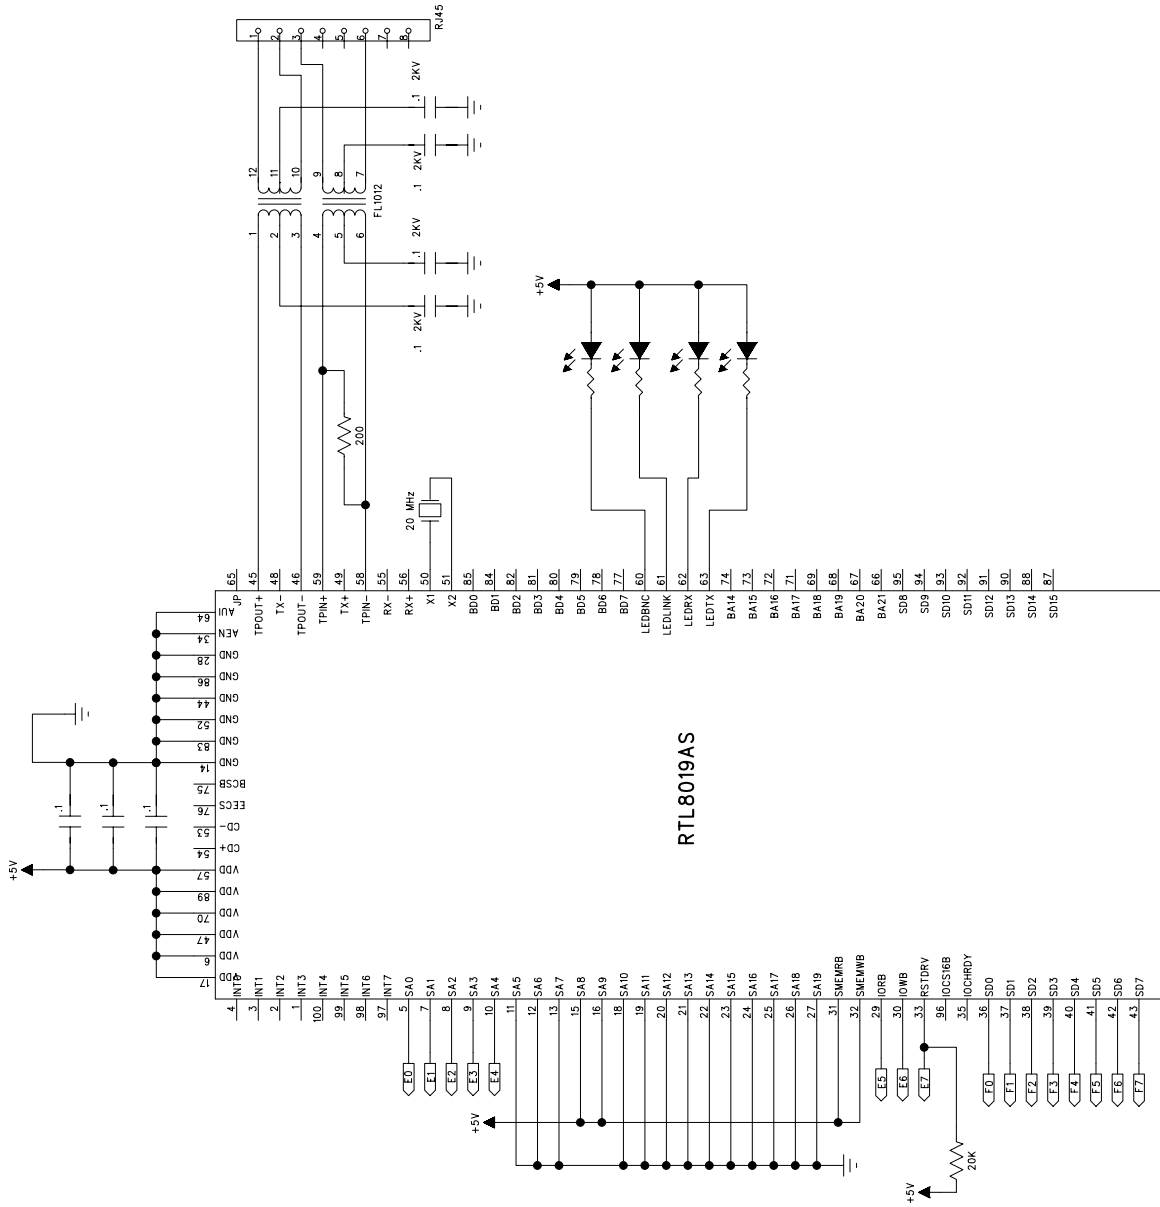 RJ45
1 2 3 4 5 6 7 8
.1 2KV
.1 2KV
12 11 10 9 8 7
FL1012
1 2 3 4 5 6
.1 2KV
.1 2KV
+5V
200
20 MHz
65 JP
45 TPOUT+
48 TX-
46 TPOUT-
59 TPIN+
49 TX+
58 TPIN-
55 RX-
56 RX+
50 X1
51 X2
85 BD0
84 BD1
82 BD2
81 BD3
80 BD4
79 BD5
78 BD6
77 BD7
60 LEDBNC
61 LEDLINK
62 LEDRX
63 LEDTX
74 BA14
73 BA15
72 BA16
71 BA17
69 BA18
68 BA19
67 BA20
66 BA21
95 SD8
94 SD9
93 SD10
92 SD11
91 SD12
90 SD13
88 SD14
87 SD15
64 AUI
34 AEN
28 GND
86 GND
44 GND
52 GND
83 GND
14 GND
75 BCSB
76 EECS
53 CD-
54 CD+
57 VDD
89 VDD
70 VDD
47 VDD
6 VDD
17 VDD
.1
.1
.1
+5V
RTL8019AS
4 INT0
3 INT1
2 INT2
1 INT3
100 INT4
99 INT5
98 INT6
97 INT7
5 SA0
7 SA1
8 SA2
9 SA3
10 SA4
11 SA5
12 SA6
13 SA7
15 SA8
16 SA9
18 SA10
19 SA11
20 SA12
21 SA13
22 SA14
23 SA15
24 SA16
25 SA17
26 SA18
27 SA19
31 SMEMRB
32 SMEMWB
29 IORB
30 IOWB
33 RSTDRV
96 IOCS16B
35 IOCHRDY
36 SD0
37 SD1
38 SD2
39 SD3
40 SD4
41 SD5
42 SD6
43 SD7
E0
E1
E2
E3
E4
E5
E6
E7
F0
F1
F2
F3
F4
F5
F6
F7
+5V
20K
+5V